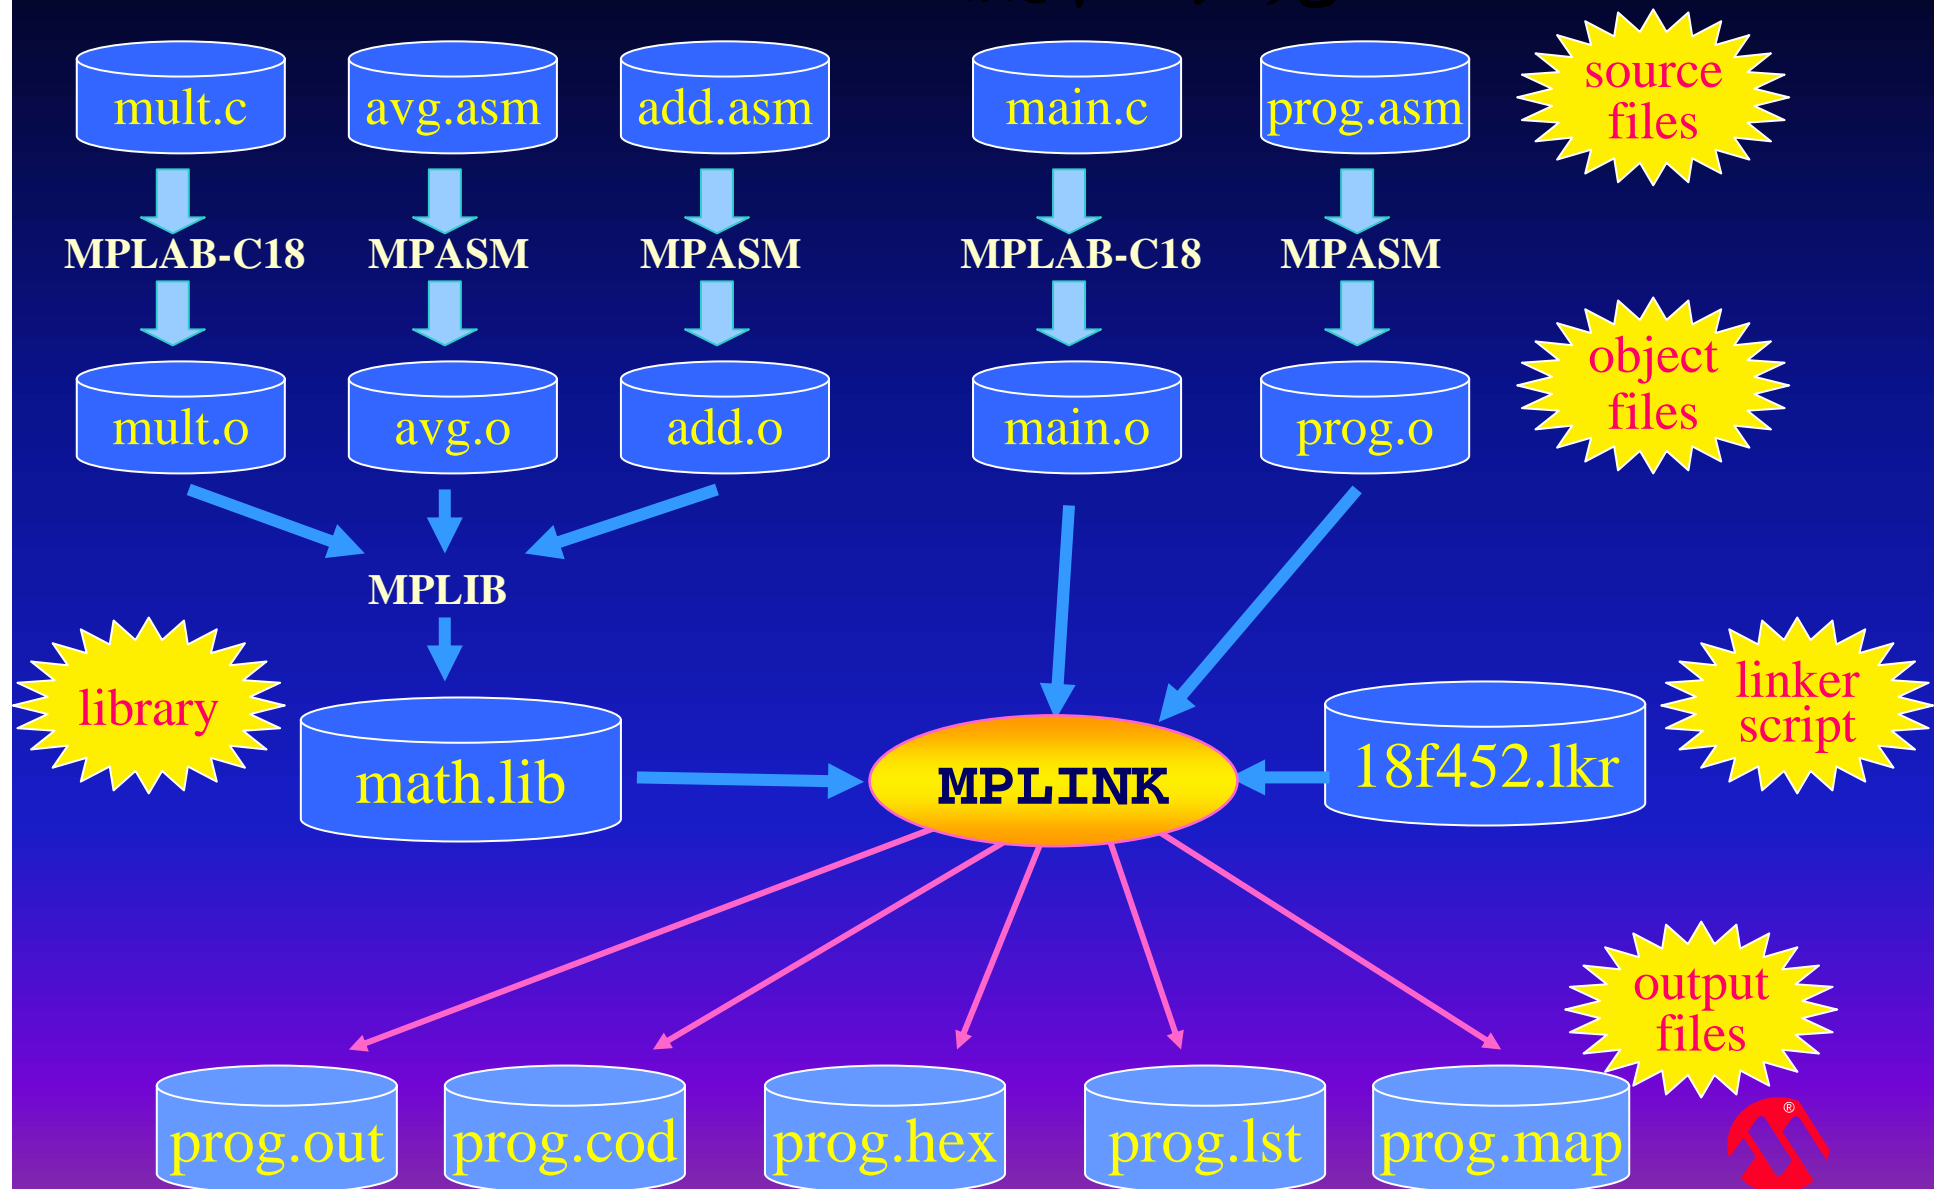 mult.c
avg.asm
add.asm
main.c
prog.asm
source
files
MPLAB-C18
MPASM
MPASM
MPLAB-C18
MPASM
mult.o
avg.o
add.o
main.o
prog.o
object
files
MPLIB
library
math.lib
MPLINK
18f452.lkr
linker
script
output
files
prog.out
prog.cod
prog.hex
prog.lst
prog.map
®